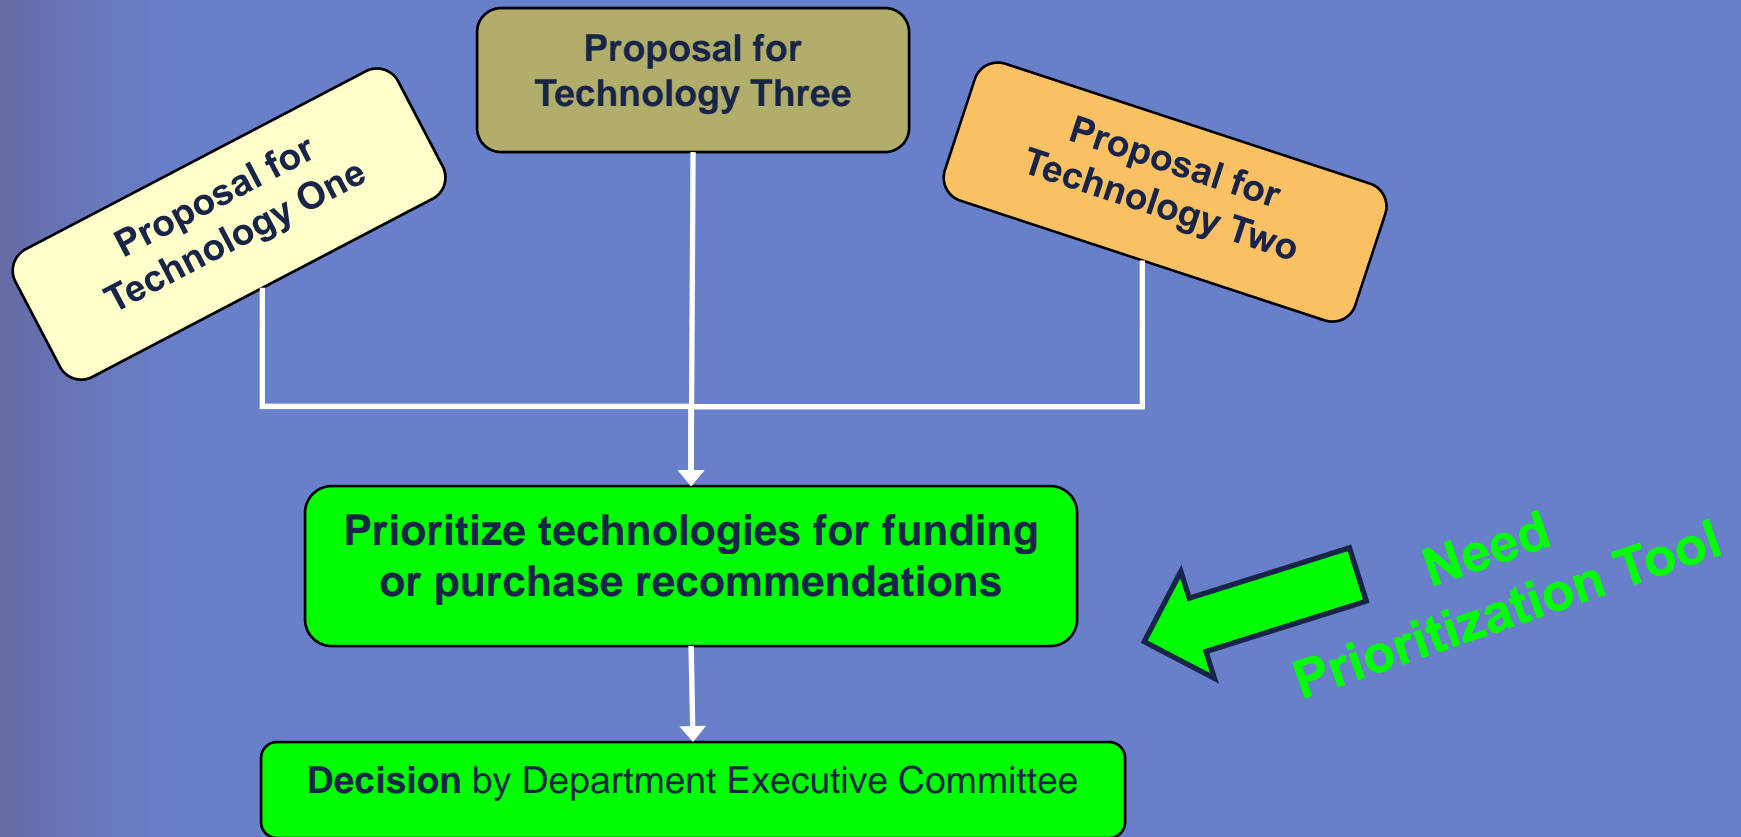 Proposal for
Technology Three
Proposal for
Technology One
Proposal for
Technology Two
Prioritize technologies for funding
or purchase recommendations
Need
Prioritization Tool
Decision by Department Executive Committee